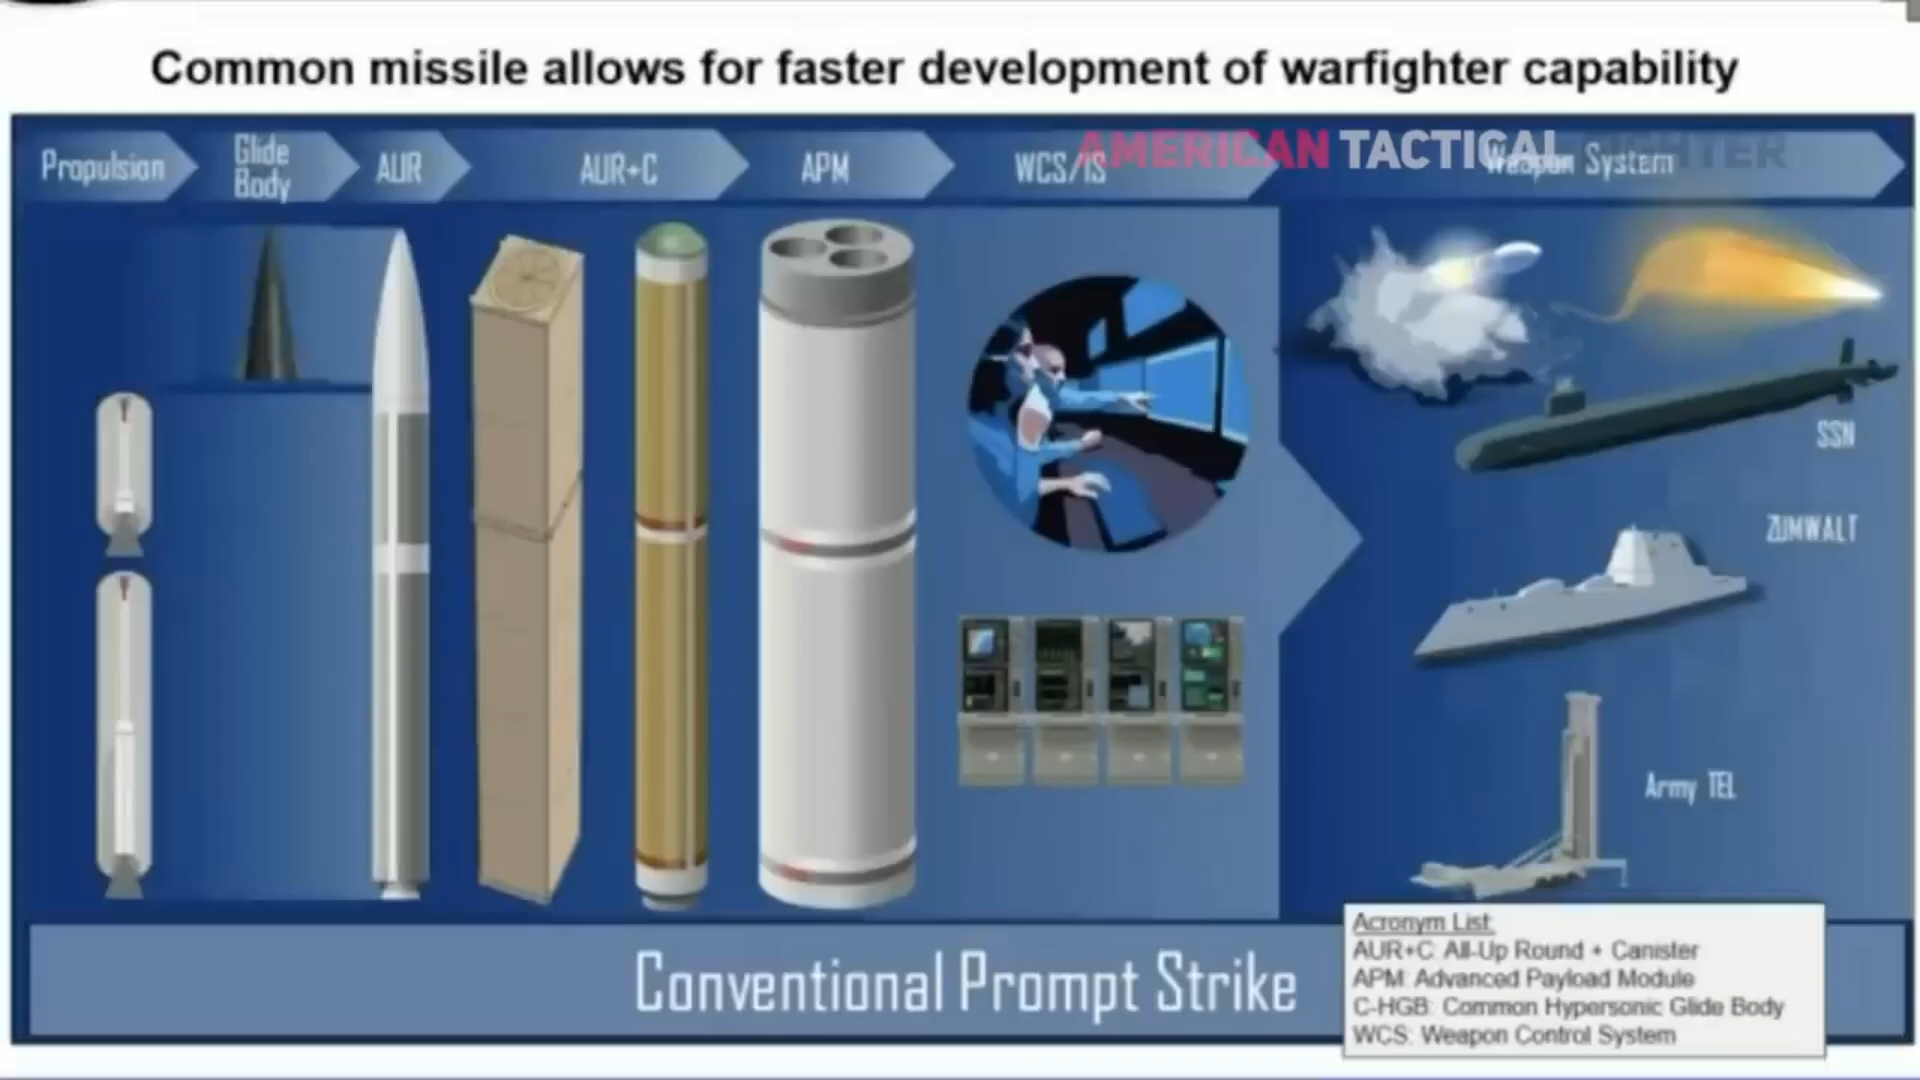 Common missile allows for faster development of warfighter capability
AMERICAN TACTICAL FIGHTER
Propulsion
Glide
Body
AUR
AUR+C
APM
WCS/IS
Weapon System
SSN
ZUMWALT
Army TEL
Conventional Prompt Strike
Acronym List:
AUR+C: All-Up Round + Canister
APM: Advanced Payload Module
C-HGB: Common Hypersonic Glide Body
WCS: Weapon Control System